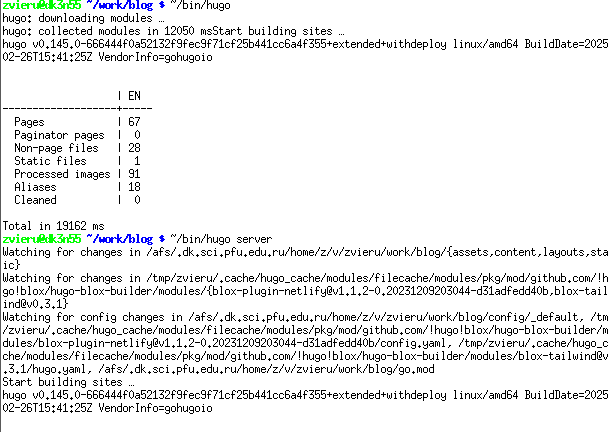 zvieru@dk3n55 ~/work/blog $ ~/bin/hugo
hugo: downloading modules …
hugo: collected modules in 12050 msStart building sites …
hugo v0.145.0-666444f0a52132f9fec9f71cf25b441cc6a4f355+extended+withdeploy linux/amd64 BuildDate=2025
02-26T15:41:25Z VendorInfo=gohugoio
| EN
-------------------+-----
Pages | 67
Paginator pages | 0
Non-page files | 28
Static files | 1
Processed images | 91
Aliases | 18
Cleaned | 0
Total in 19162 ms
zvieru@dk3n55 ~/work/blog $ ~/bin/hugo server
Watching for changes in /afs/.dk.sci.pfu.edu.ru/home/z/v/zvieru/work/blog/{assets,content,layouts,sta
ic}
Watching for changes in /tmp/zvieru/.cache/hugo_cache/modules/filecache/modules/pkg/mod/github.com/!h
go!blox/hugo-blox-builder/modules/{blox-plugin-netlify@v1.1.2-0.20231209203044-d31adfedd40b,blox-tail
ind@v0.3.1}
Watching for config changes in /afs/.dk.sci.pfu.edu.ru/home/z/v/zvieru/work/blog/config/_default, /tm
/zvieru/.cache/hugo_cache/modules/filecache/modules/pkg/mod/github.com/!hugo!blox/hugo-blox-builder/m
dules/blox-plugin-netlify@v1.1.2-0.20231209203044-d31adfedd40b/config.yaml, /tmp/zvieru/.cache/hugo_c
che/modules/filecache/modules/pkg/mod/github.com/!hugo!blox/hugo-blox-builder/modules/blox-tailwind@v
.3.1/hugo.yaml, /afs/.dk.sci.pfu.edu.ru/home/z/v/zvieru/work/blog/go.mod
Start building sites …
hugo v0.145.0-666444f0a52132f9fec9f71cf25b441cc6a4f355+extended+withdeploy linux/amd64 BuildDate=2025
02-26T15:41:25Z VendorInfo=gohugoio